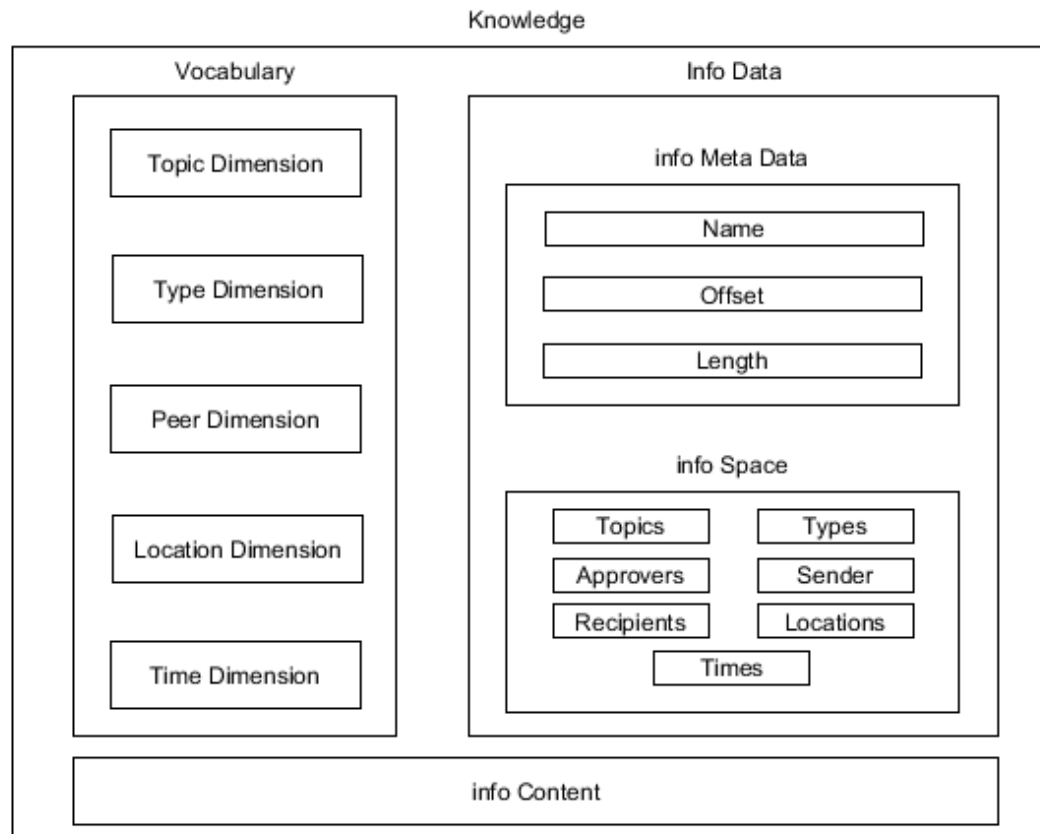 Knowledge
Vocabulary
Topic Dimension
Type Dimension
Peer Dimension
Location Dimension
Time Dimension
Info Data
info Meta Data
Name
Offset
Length
info Space
Topics
Types
Approvers
Sender
Recipients
Locations
Times
info Content